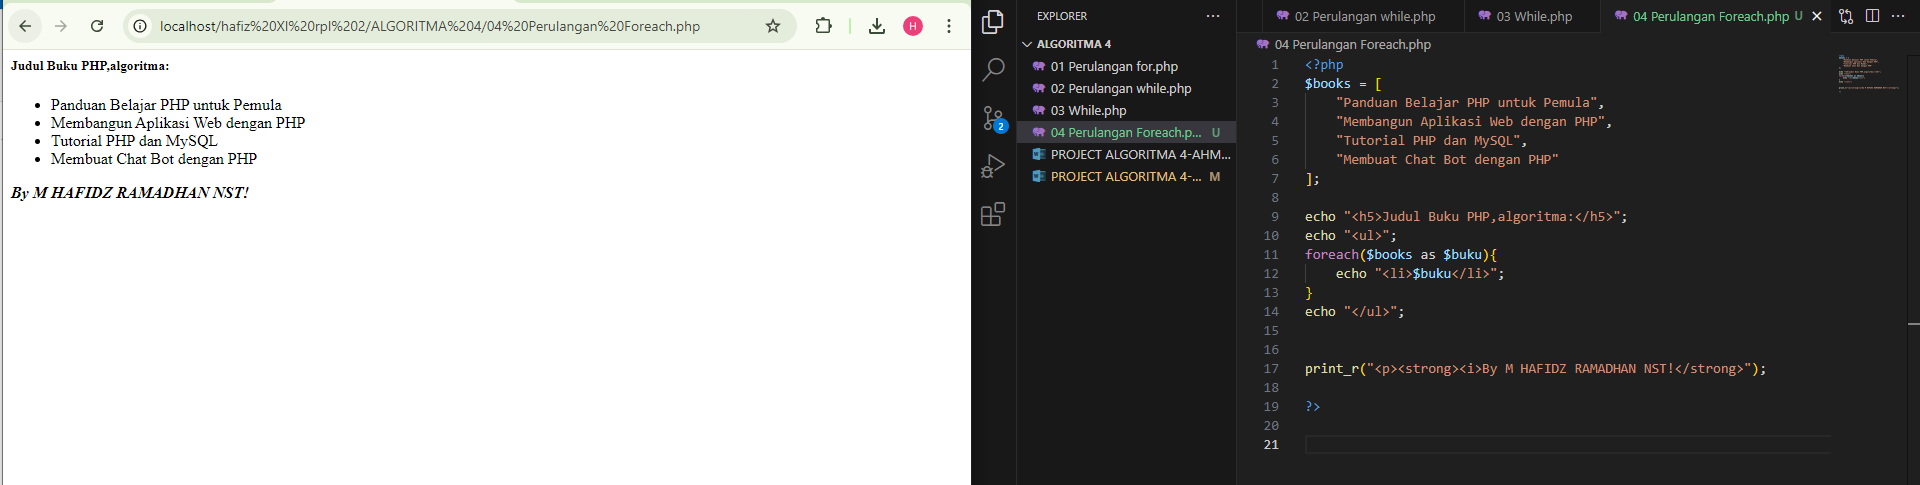 localhost/hafiz%20XI%20rpl%202/ALGORITMA%204/04%20Perulangan%20Foreach.php
H
Judul Buku PHP,algoritma:
• Panduan Belajar PHP untuk Pemula
• Membangun Aplikasi Web dengan PHP
• Tutorial PHP dan MySQL
• Membuat Chat Bot dengan PHP
By M HAFIDZ RAMADHAN NST!
2
EXPLORER ...
ALGORITMA 4
01 Perulangan for.php
02 Perulangan while.php
03 While.php
04 Perulangan Foreach.p... U
PROJECT ALGORITMA 4-AHM...
PROJECT ALGORITMA 4-... M
02 Perulangan while.php 03 While.php 04 Perulangan Foreach.php U
04 Perulangan Foreach.php
1 <?php
2 $books = [
3 "Panduan Belajar PHP untuk Pemula",
4 "Membangun Aplikasi Web dengan PHP",
5 "Tutorial PHP dan MySQL",
6 "Membuat Chat Bot dengan PHP"
7 ];
8
9 echo "<h5>Judul Buku PHP,algoritma:</h5>";
10 echo "<ul>";
11 foreach($books as $buku){
12 echo "<li>$buku</li>";
13 }
14 echo "</ul>";
15
16
17 print_r("<p><strong><i>By M HAFIDZ RAMADHAN NST!</strong>");
18
19 ?>
20
21